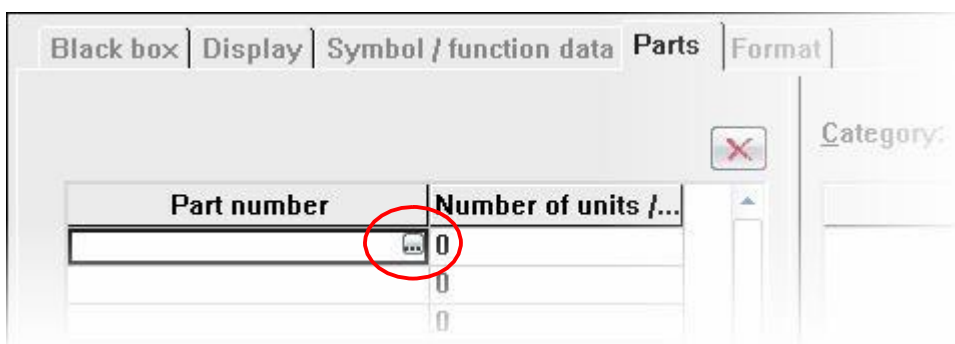 Black box Display Symbol / function data Parts Format
Category:
Part number Number of units /...
... 0
0
0